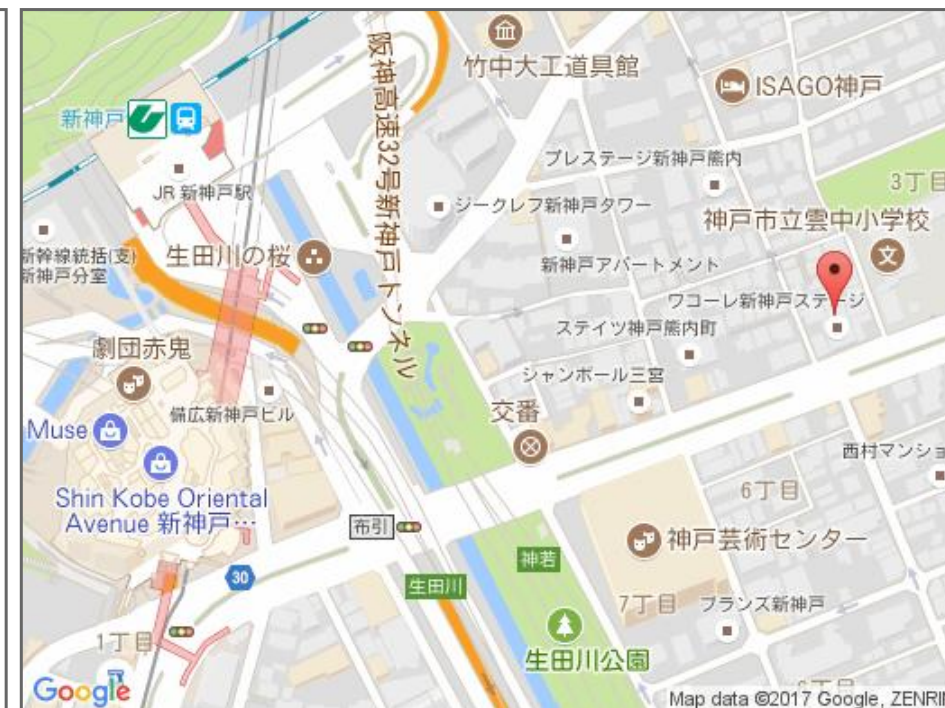 竹中大工道具館
ISAGO神戸
阪神高速32号新神戸トンネル
新神戸
プレステージ新神戸熊内
3丁目
JR 新神戸駅
ジークレフ新神戸タワー
神戸市立雲中小学校
文
新幹線統括(支)
新神戸分室
生田川の桜
新神戸アパートメント
ワコーレ新神戸ステージ
ステイツ神戸熊内町
劇団赤鬼
シャンボール三宮
備広新神戸ビル
交番
Muse
西村マンショ
Shin Kobe Oriental
Avenue 新神戸…
6丁目
布引
神戸芸術センター
神若
30
生田川
7丁目
ブランズ新神戸
1丁目
生田川公園
Google
Map data ©2017 Google, ZENRI